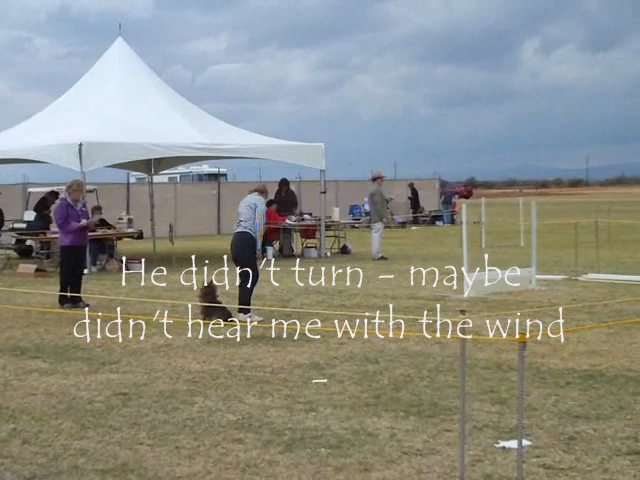 He didn't turn – maybe
didn't hear me with the wind
–